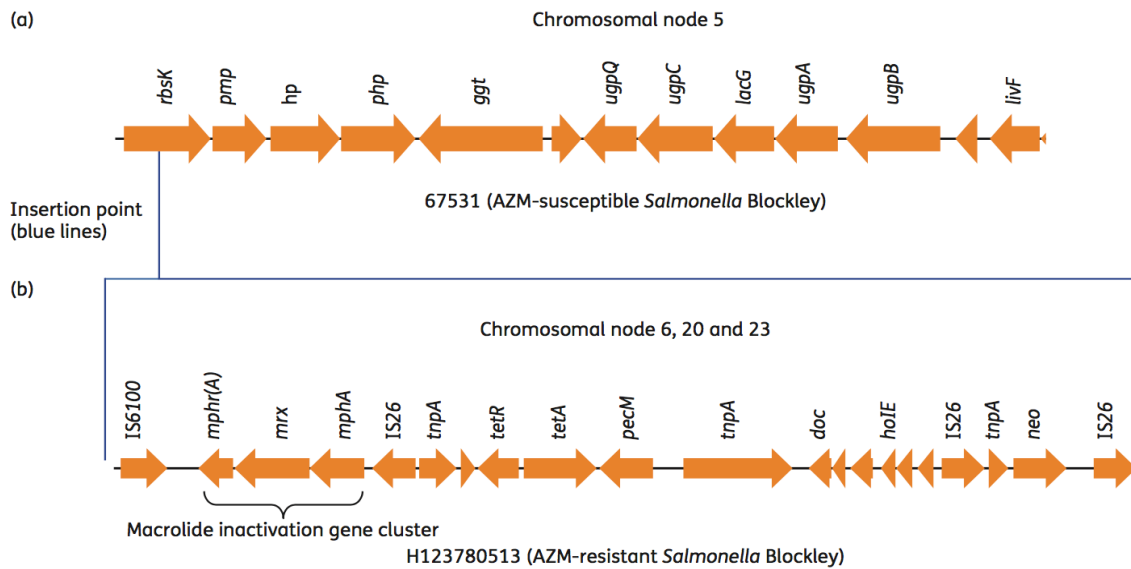 (a)
Chromosomal node 5
rbsK pmp hp php ggt ugpQ ugpC lacG ugpA ugpB livF
67531 (AZM-susceptible Salmonella Blockley)
Insertion point
(blue lines)
(b)
Chromosomal node 6, 20 and 23
IS6100 mphr(A) mrx mphA IS26 tnpA tetR tetA pecM tnpA doc holE IS26 tnpA neo IS26
Macrolide inactivation gene cluster
H123780513 (AZM-resistant Salmonella Blockley)